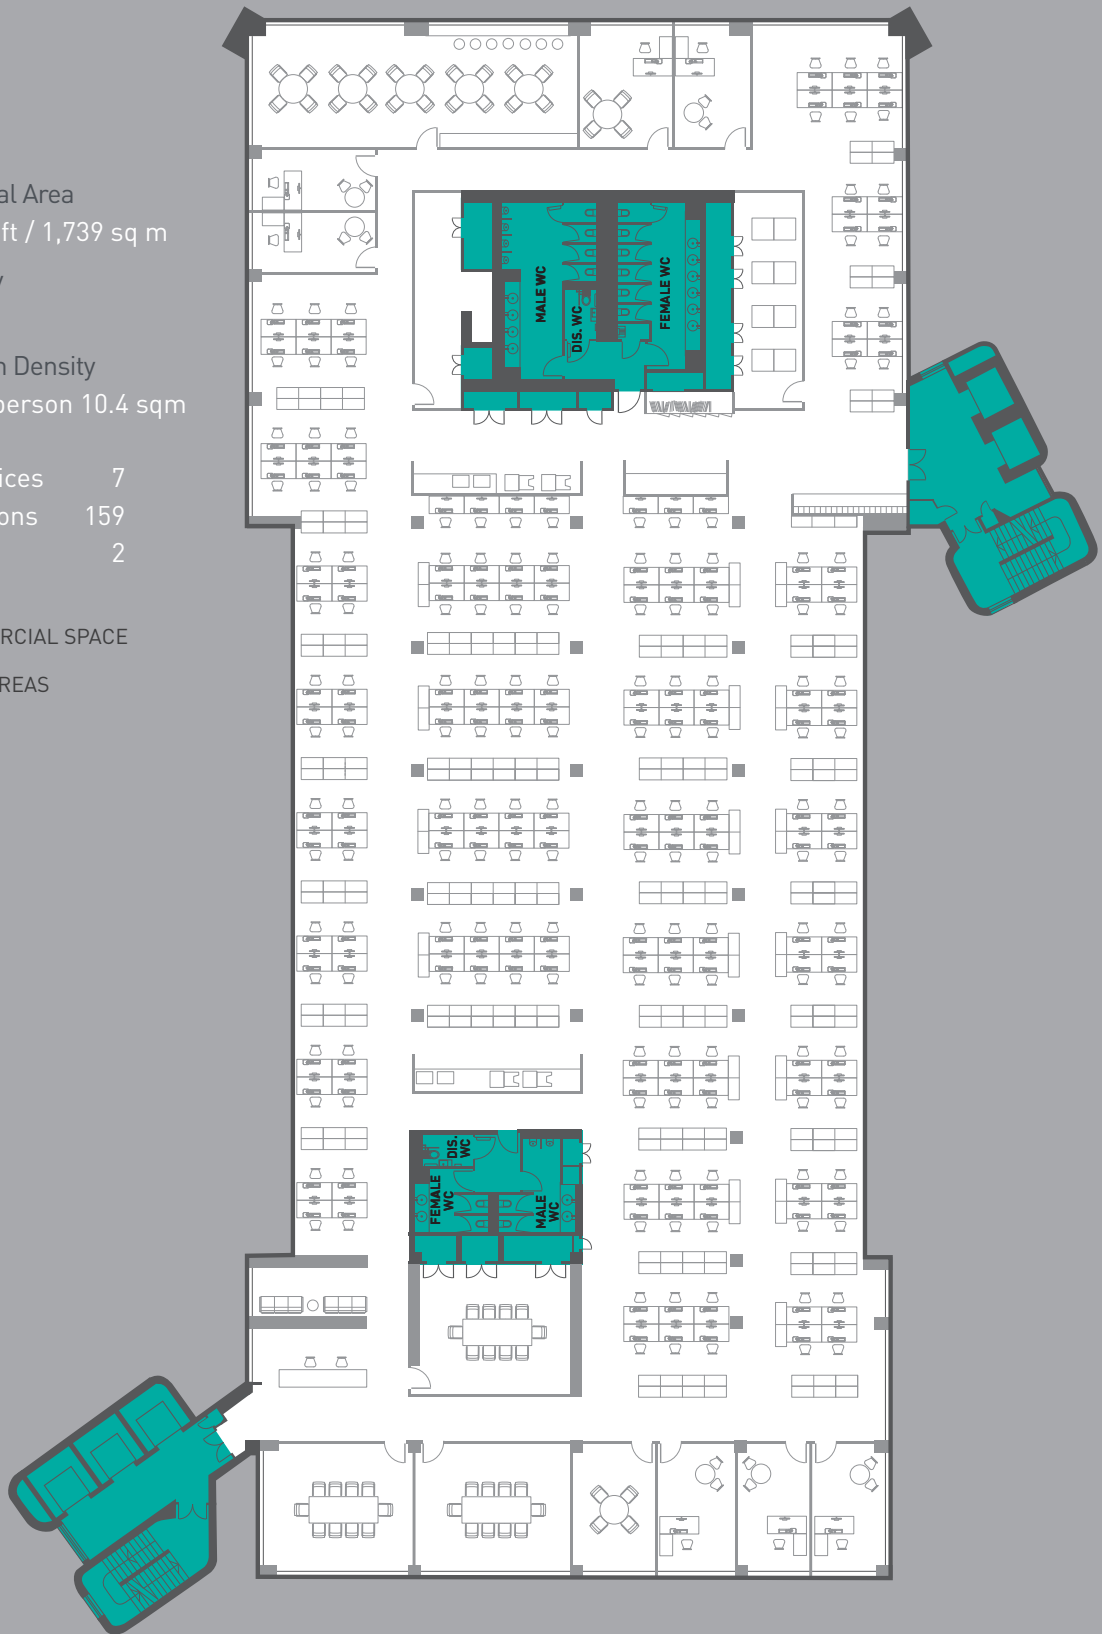 al Area
ft / 1,739 sq m
n Density
person 10.4 sqm
ices 7
ons 159
2
RCIAL SPACE
REAS
MALE WC
DIS. WC
FEMALE WC
DIS.
WC
FEMALE
WC
MALE
WC